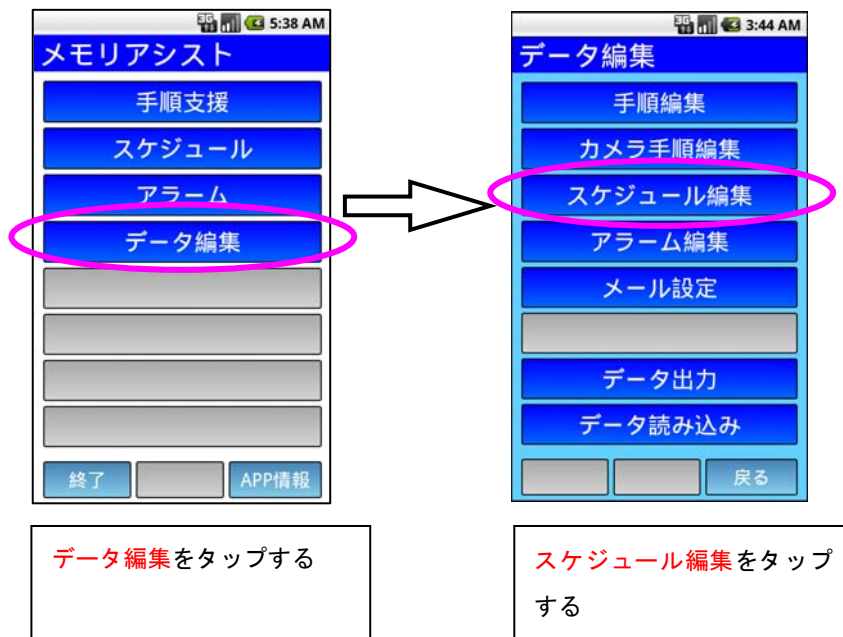 5:38 AM
メモリアシスト
手順支援
スケジュール
アラーム
データ編集
終了
APP情報
データ編集をタップする
3G
3:44 AM
データ編集
手順編集
カメラ手順編集
スケジュール編集
アラーム編集
メール設定
データ出力
データ読み込み
戻る
スケジュール編集をタップ
する